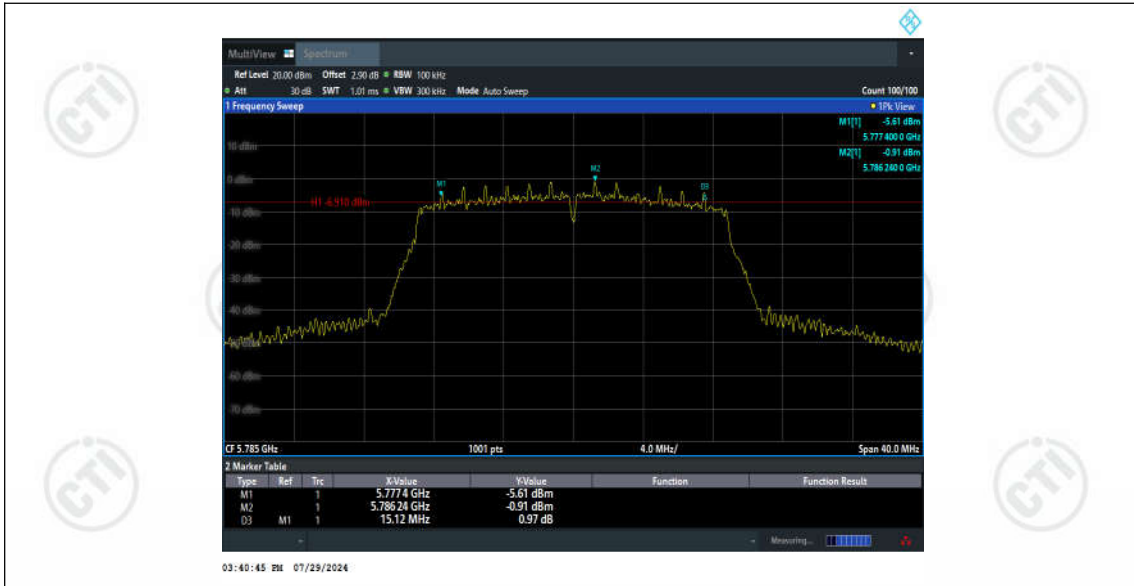 MultiView Spectrum
Ref Level 20.00 dBm Offset 2.90 dB RBW 100 kHz
Att 30 dB SWT 1.01 ms VBW 300 kHz Mode Auto Sweep Count 100/100
1 Frequency Sweep 1Pk View
M1[1] -5.61 dBm
5.777 400 0 GHz
10 dBm
M2[1] -0.91 dBm
5.786 240 0 GHz
M2
0 dBm
M1
D3
H1 -6.910 dBm
-10 dBm
-20 dBm
-30 dBm
-40 dBm
-60 dBm
-70 dBm
CF 5.785 GHz 1001 pts 4.0 MHz/ Span 40.0 MHz
2 Marker Table
Type Ref Trc X-Value Y-Value Function Function Result
M1 1 5.7774 GHz -5.61 dBm
M2 1 5.78624 GHz -0.91 dBm
D3 M1 1 15.12 MHz 0.97 dB
Measuring...
03:40:45 PM 07/29/2024
CTI
CTI
CTI
CTI